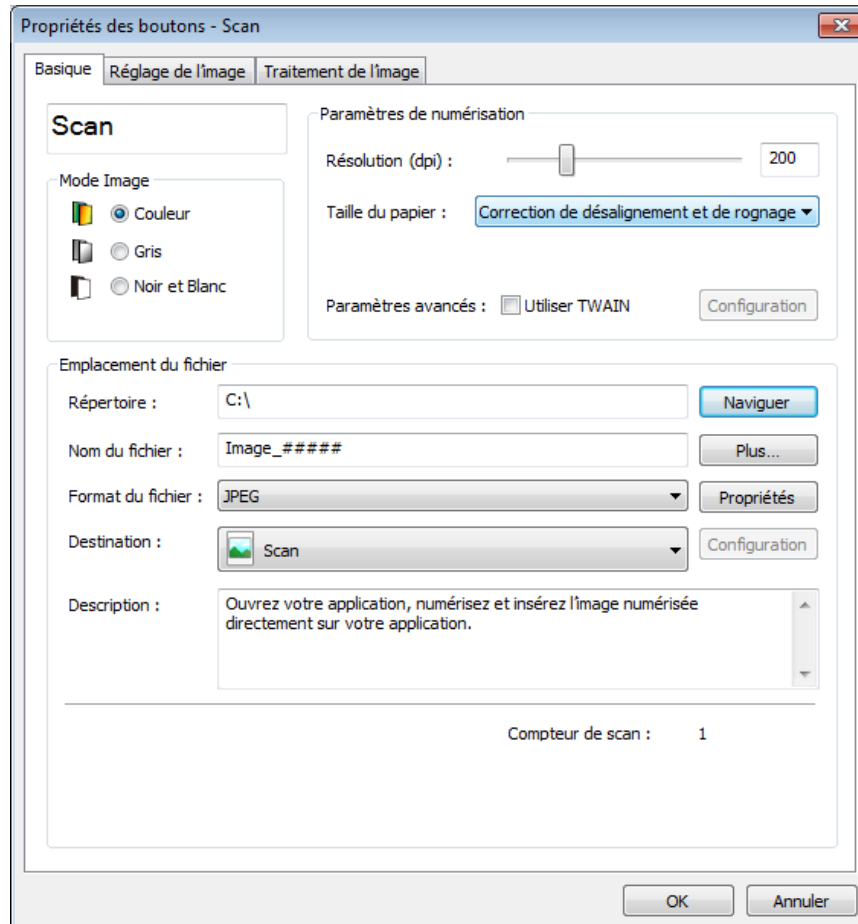 Propriétés des boutons - Scan
Basique Réglage de l'image Traitement de l'image
Scan
Mode Image
Couleur
Gris
Noir et Blanc
Paramètres de numérisation
Résolution (dpi) : 200
Taille du papier : Correction de désalignement et de rognage
Paramètres avancés : Utiliser TWAIN Configuration
Emplacement du fichier
Répertoire : C:\ Naviguer
Nom du fichier : Image_##### Plus...
Format du fichier : JPEG Propriétés
Destination : Scan Configuration
Description : Ouvrez votre application, numérisez et insérez l'image numérisée
directement sur votre application.
Compteur de scan : 1
OK Annuler